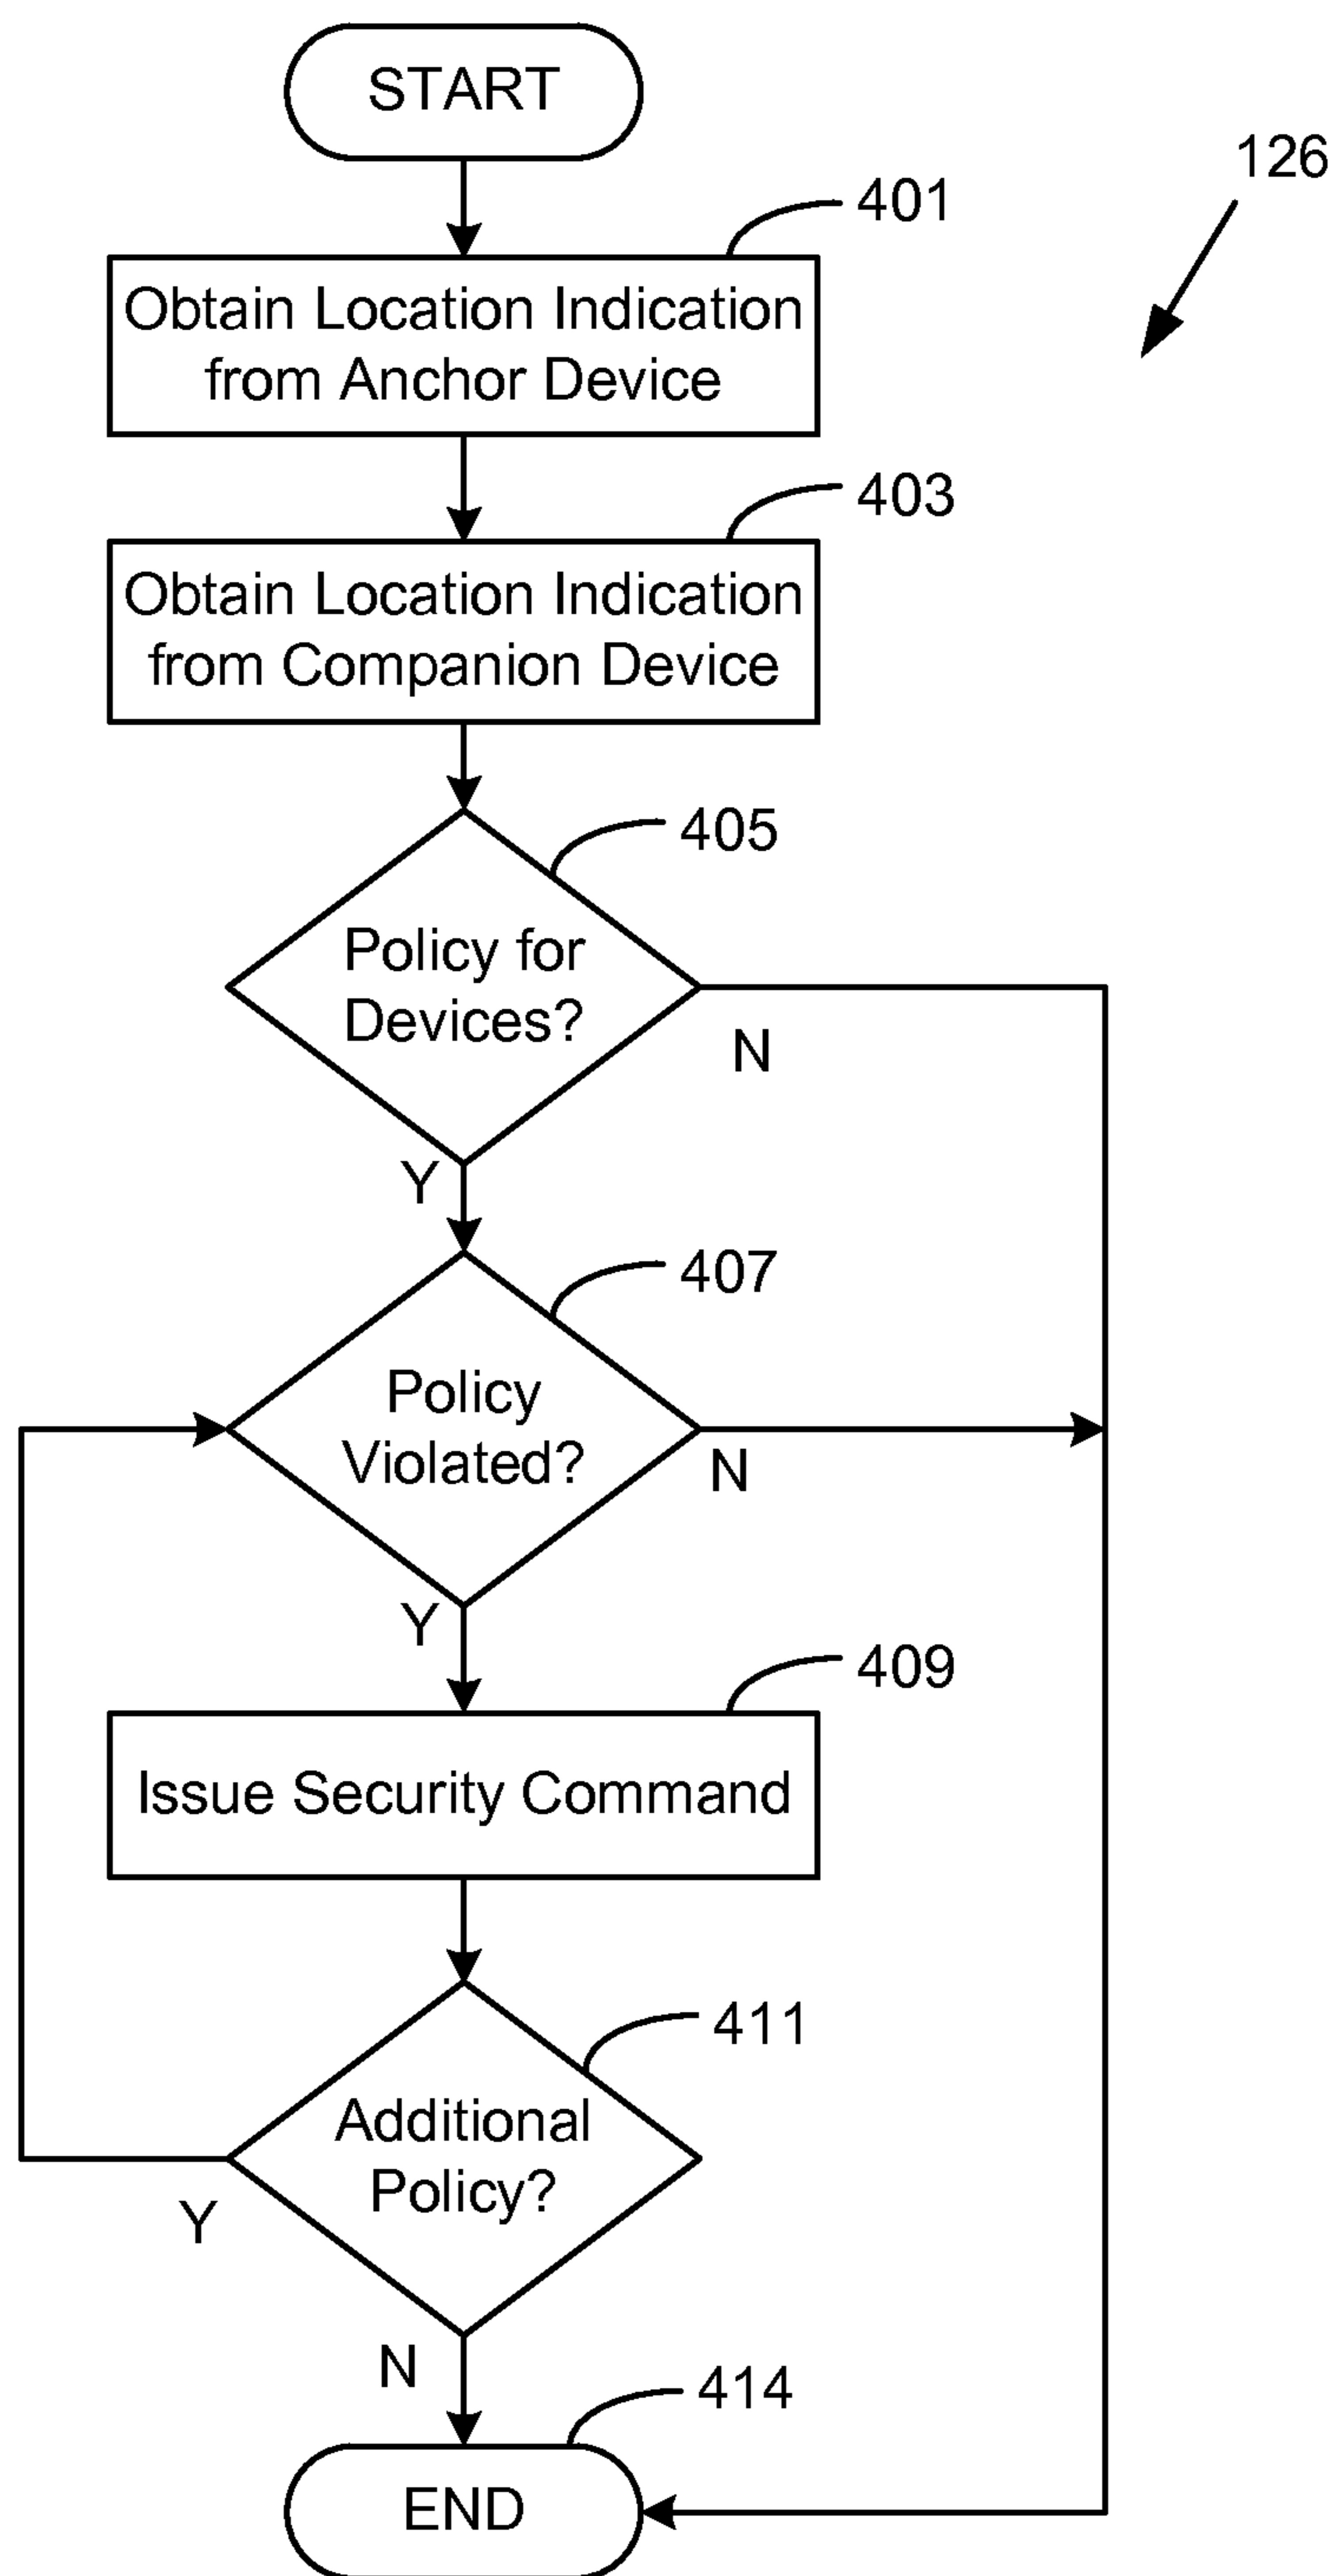 START
126
401
Obtain Location Indication
from Anchor Device
403
Obtain Location Indication
from Companion Device
405
Policy for
Devices?
N
Y
407
Policy
Violated?
N
Y
409
Issue Security Command
411
Additional
Policy?
Y
N
414
END